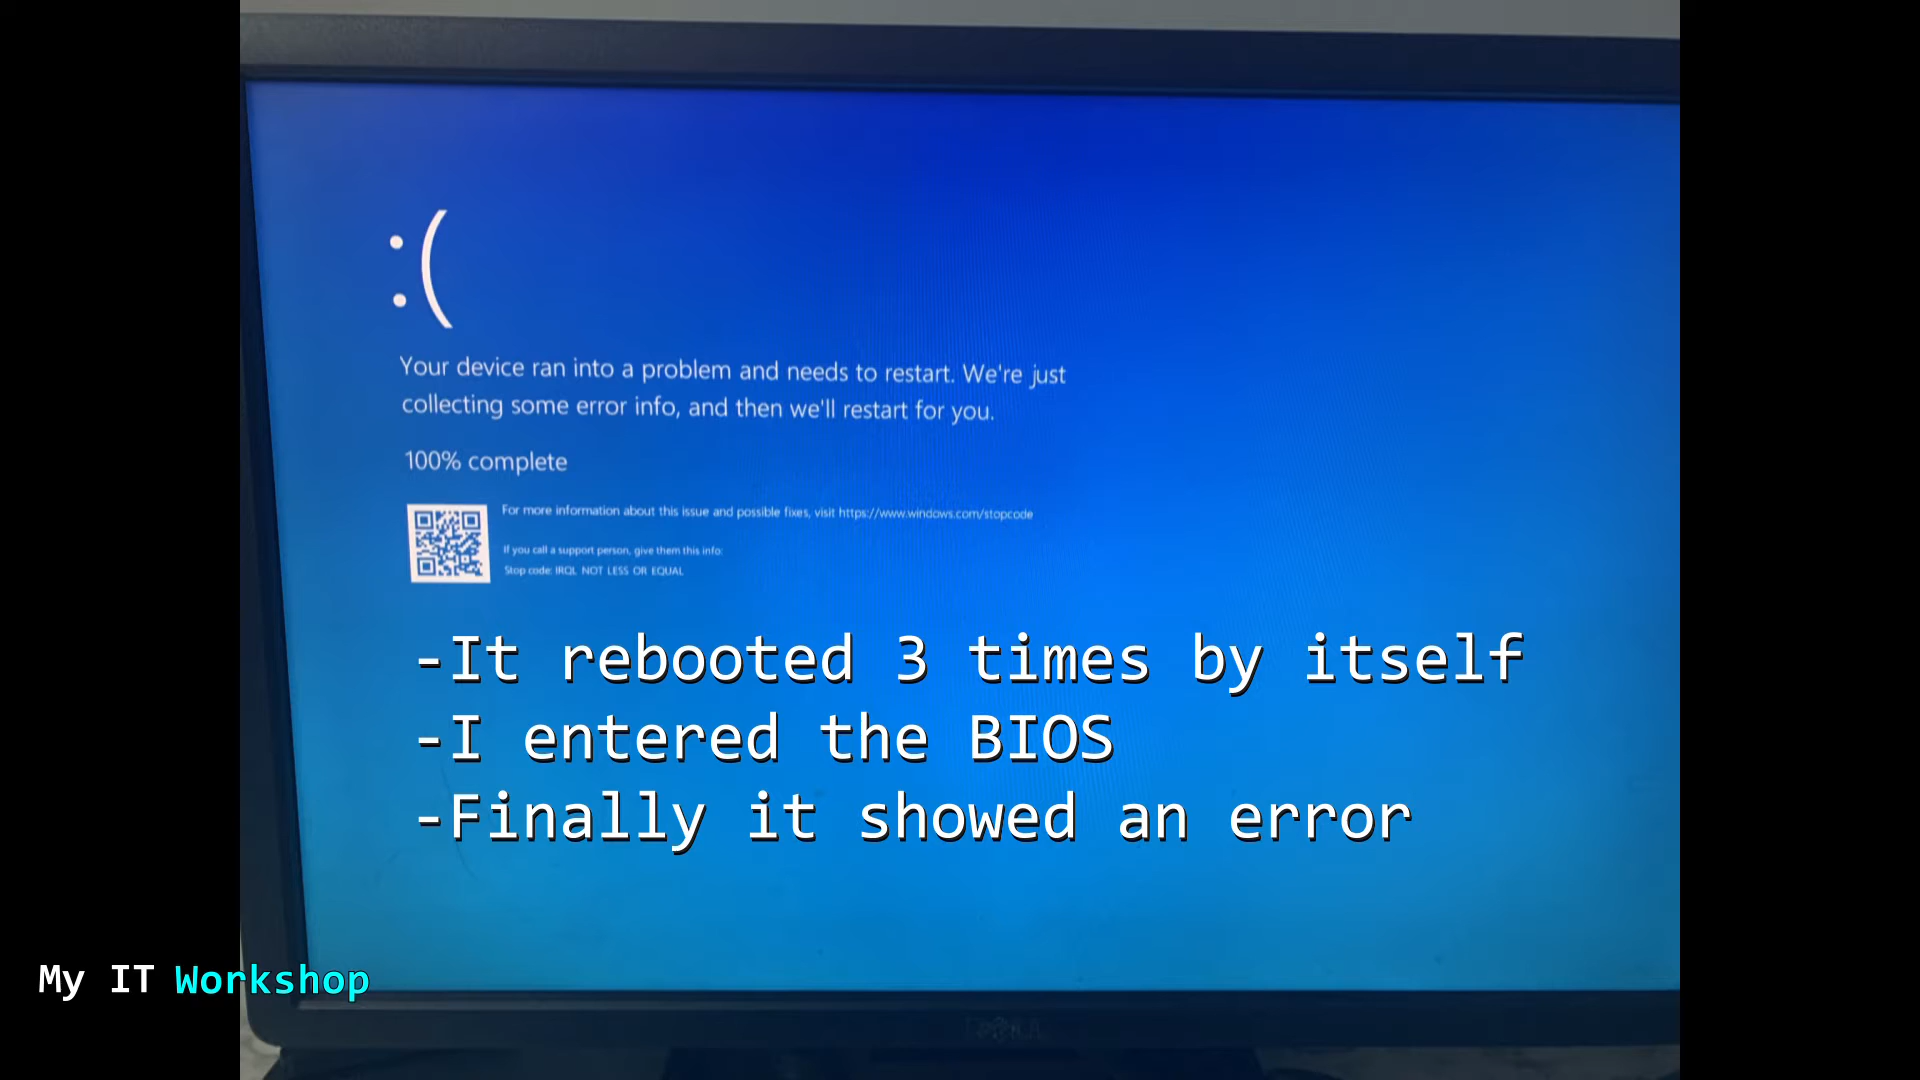 :(
Your device ran into a problem and needs to restart. We're just
collecting some error info, and then we'll restart for you.
100% complete
For more information about this issue and possible fixes, visit https://www.windows.com/stopcode
If you call a support person, give them this info:
Stop code: IRQL NOT LESS OR EQUAL
-It rebooted 3 times by itself
-I entered the BIOS
-Finally it showed an error
My IT Workshop
DELL